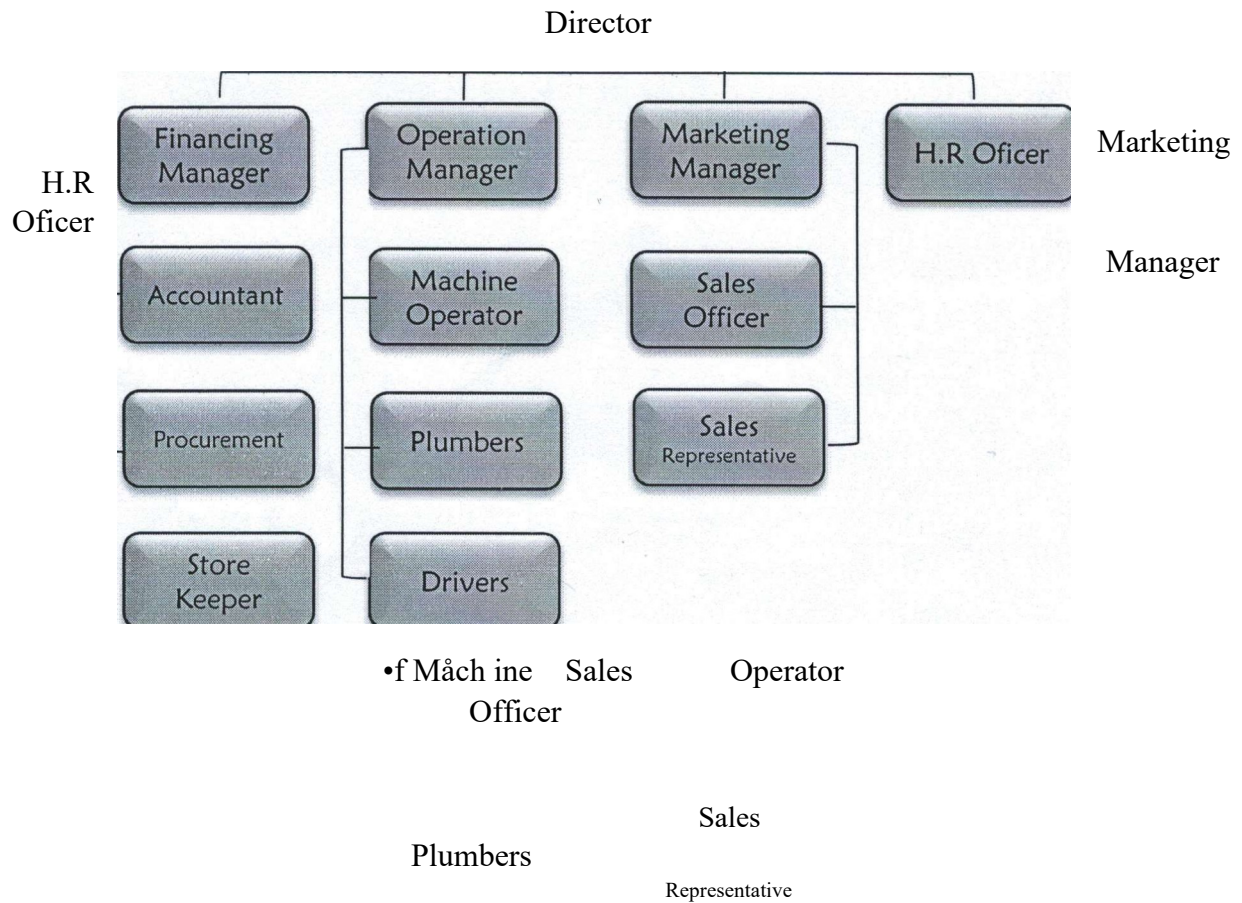 Director
Financing
Manager
Operation
Manager
Marketing
Manager
H.R Oficer
Marketing
H.R
Oficer
Manager
Accountant
Machine
Operator
Sales
Officer
Procurement
Plumbers
Sales
Representative
Store
Keeper
Drivers
•f Måch ine Sales Operator
Officer
Sales
Plumbers
Representative